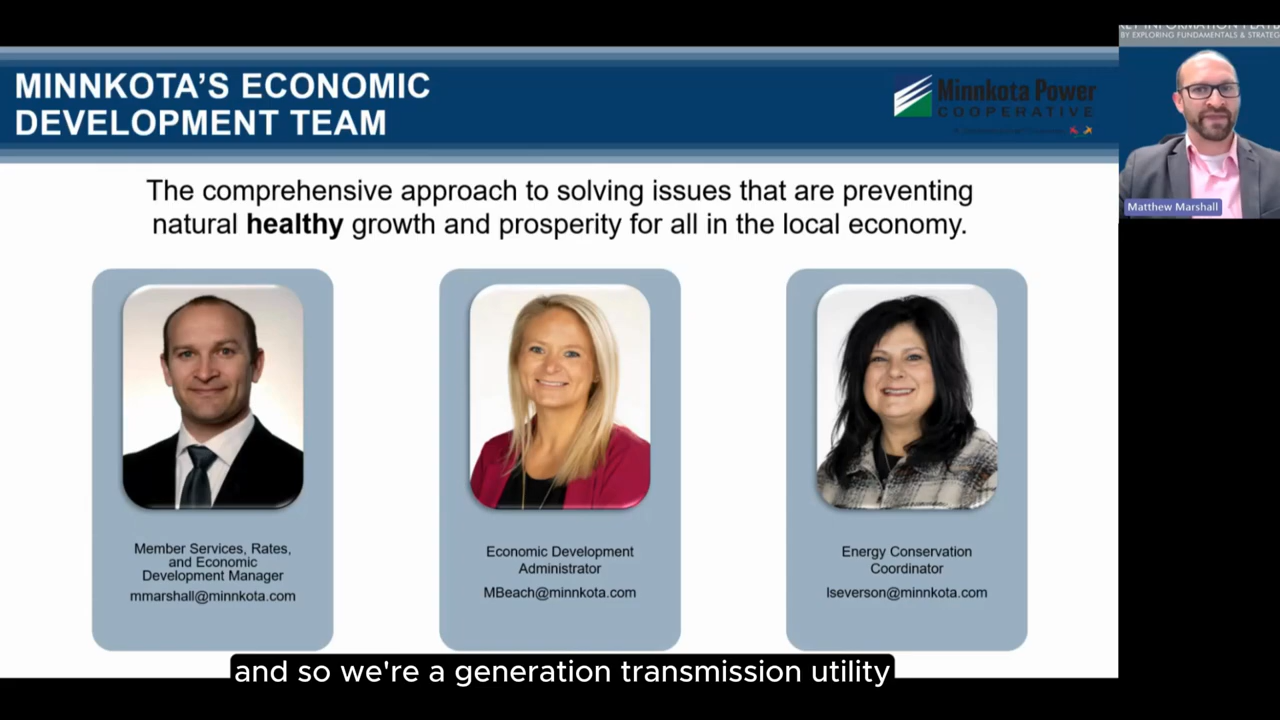 BY EXPLORING FUNDAMENTALS & STRATEG
MINNKOTA'S ECONOMIC
DEVELOPMENT TEAM
Minnkota Power
COOPERATIVE
Matthew Marshall
The comprehensive approach to solving issues that are preventing
natural healthy growth and prosperity for all in the local economy.
Member Services, Rates,
and Economic
Development Manager
mmarshall@minnkota.com
Economic Development
Administrator
MBeach@minnkota.com
Energy Conservation
Coordinator
lseverson@minnkota.com
and so we're a generation transmission utility